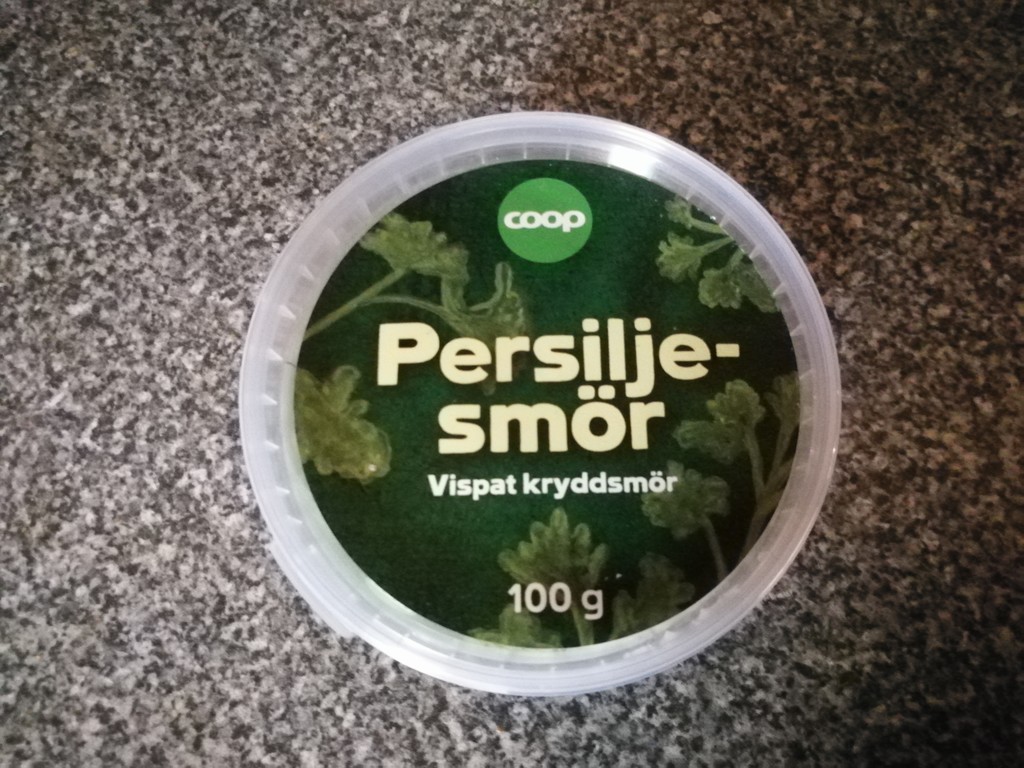 coop
Persilje-
smör
Vispat kryddsmör
100 g